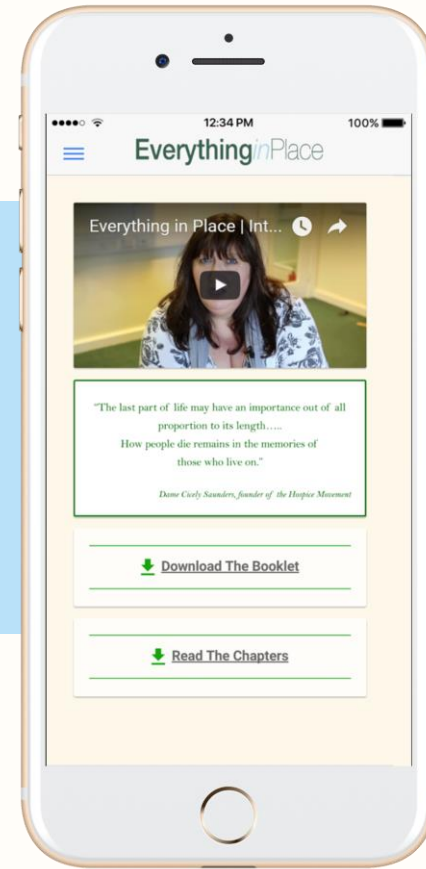 12:34 PM
100%
EverythinginPlace
Everything in Place | Int...
"The last part of life may have an importance out of all
proportion to its length…..
How people die remains in the memories of
those who live on."
Dame Cicely Saunders, founder of the Hospice Movement
Download The Booklet
Read The Chapters